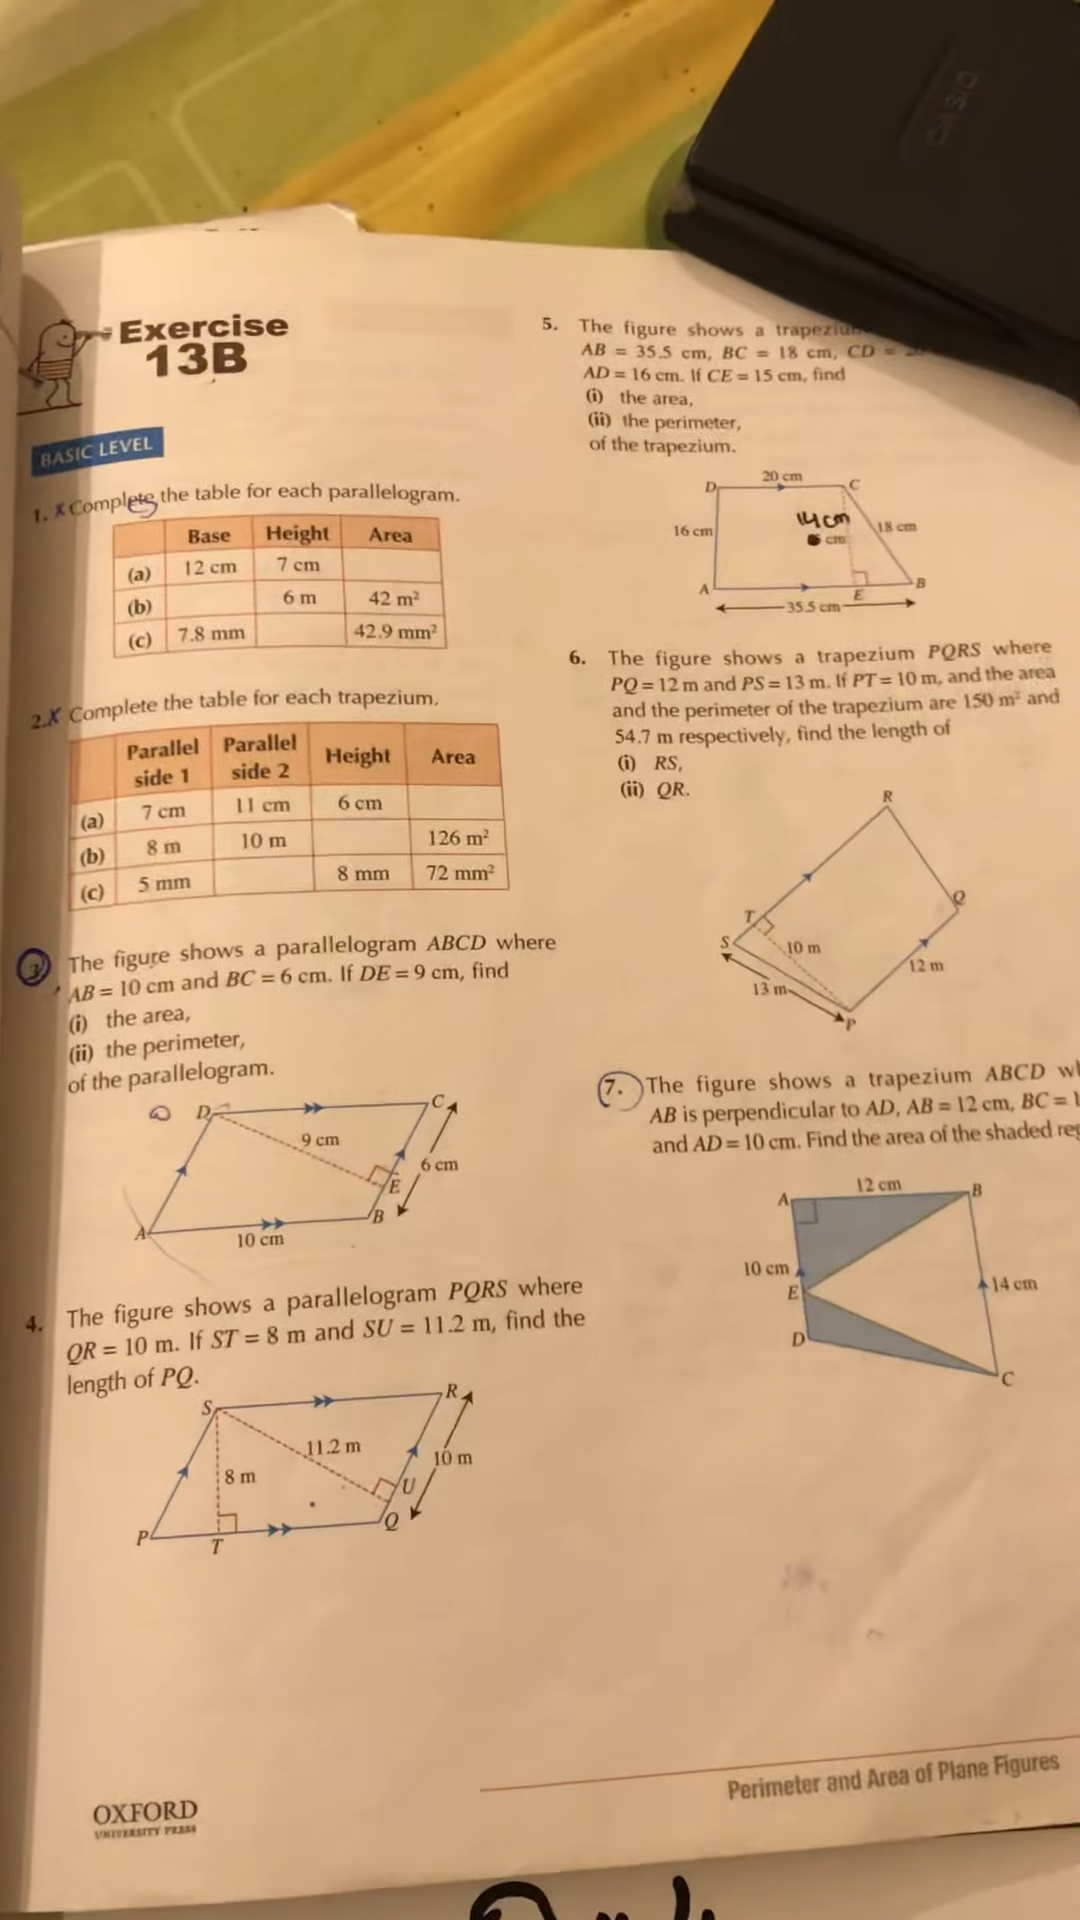 CASIO
Exercise
13B
BASIC LEVEL
1. x Complete the table for each parallelogram.
Base Height Area
(a) 12 cm 7 cm
(b) 6 m 42 m²
(c) 7.8 mm 42.9 mm²
2. x Complete the table for each trapezium.
Parallel side 1 Parallel side 2 Height Area
(a) 7 cm 11 cm 6 cm
(b) 8 m 10 m 126 m²
(c) 5 mm 8 mm 72 mm²
3. The figure shows a parallelogram ABCD where
AB = 10 cm and BC = 6 cm. If DE = 9 cm, find
(i) the area,
(ii) the perimeter,
of the parallelogram.
D C
9 cm
6 cm
E
A B
10 cm
4. The figure shows a parallelogram PQRS where
QR = 10 m. If ST = 8 m and SU = 11.2 m, find the
length of PQ.
S R
11.2 m
10 m
8 m
U
P Q
T
5. The figure shows a
AB = 35.5 cm, BC = 18 cm, CD =
AD = 16 cm. If CE = 15 cm, find
(i) the area,
(ii) the perimeter,
of the trapezium.
20 cm
D C
14 cm
16 cm 18 cm
cm
A E B
35.5 cm
6. The figure shows a trapezium PQRS where
PQ = 12 m and PS = 13 m. If PT = 10 m, and the area
and the perimeter of the trapezium are 150 m² and
54.7 m respectively, find the length of
(i) RS,
(ii) QR.
R
T Q
S 10 m
12 m
13 m
P
7. The figure shows a trapezium ABCD
AB is perpendicular to AD, AB = 12 cm, BC =
and AD = 10 cm. Find the area of the shaded
12 cm
A B
10 cm
E 14 cm
D
C
OXFORD
UNIVERSITY PRESS
Perimeter and Area of Plane Figures